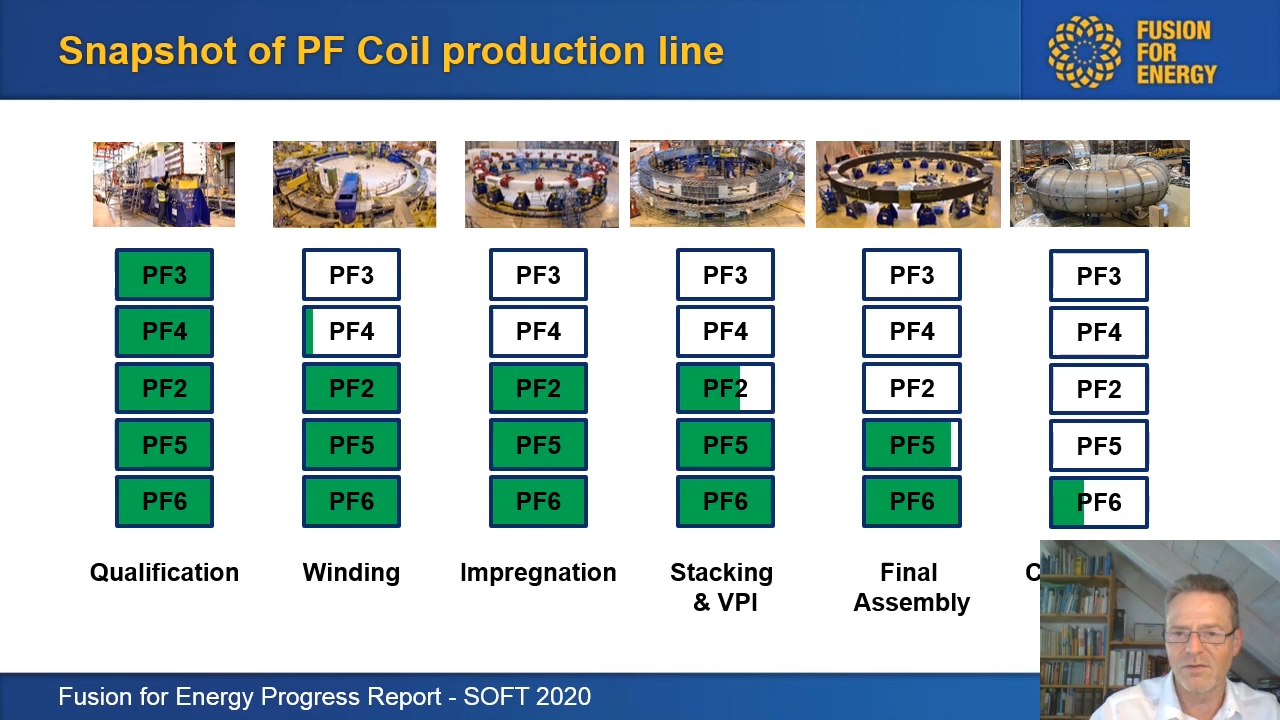 Snapshot of PF Coil production line
FUSION
FOR
ENERGY
PF3 PF3 PF3 PF3 PF3 PF3
PF4 PF4 PF4 PF4 PF4 PF4
PF2 PF2 PF2 PF2 PF2 PF2
PF5 PF5 PF5 PF5 PF5 PF5
PF6 PF6 PF6 PF6 PF6 PF6
Qualification Winding Impregnation Stacking Final
& VPI Assembly
Fusion for Energy Progress Report - SOFT 2020